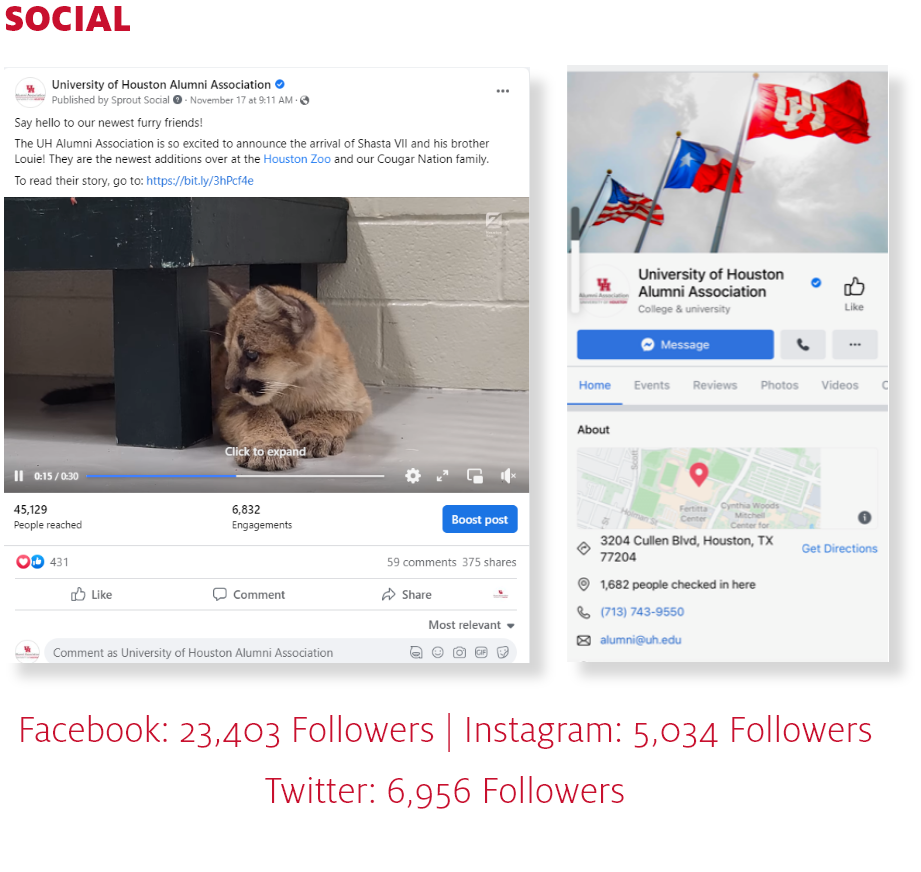 SOCIAL
University of Houston Alumni Association
Published by Sprout Social · November 17 at 9:11 AM ·
Say hello to our newest furry friends!
The UH Alumni Association is so excited to announce the arrival of Shasta VII and his brother
Louie! They are the newest additions over at the Houston Zoo and our Cougar Nation family.
To read their story, go to: https://bit.ly/3hPcf4e
Click to expand
0:15 / 0:30
45,129
People reached
6,832
Engagements
Boost post
431
59 comments 375 shares
Like
Comment
Share
Most relevant
Comment as University of Houston Alumni Association
GIF
UH
University of Houston
Alumni Association
College & university
Like
Message
Home Events Reviews Photos Videos C
About
Scott
Holman St
Fertitta
Center
Cynthia Woods
Mitchell
Center for
3204 Cullen Blvd, Houston, TX
77204
Get Directions
1,682 people checked in here
(713) 743-9550
alumni@uh.edu
Facebook: 23,403 Followers | Instagram: 5,034 Followers
Twitter: 6,956 Followers